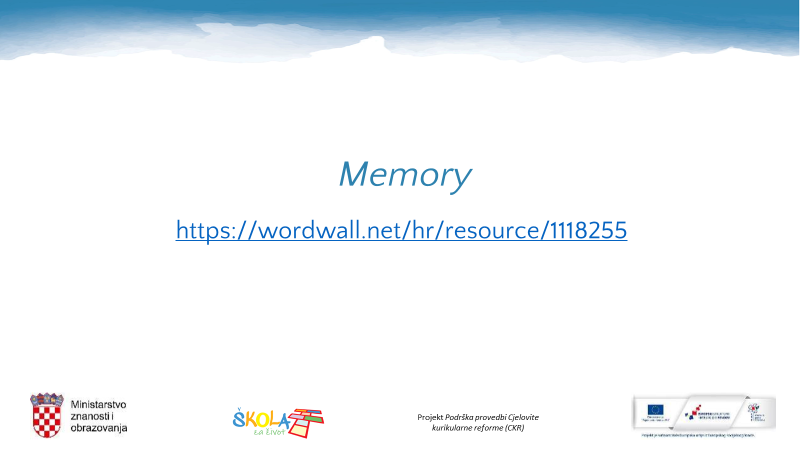 Memory
https://wordwall.net/hr/resource/1118255
Ministarstvo
znanosti i
obrazovanja
ŠKOLA
za život
Projekt Podrška provedbi Cjelovite
kurikularne reforme (CKR)